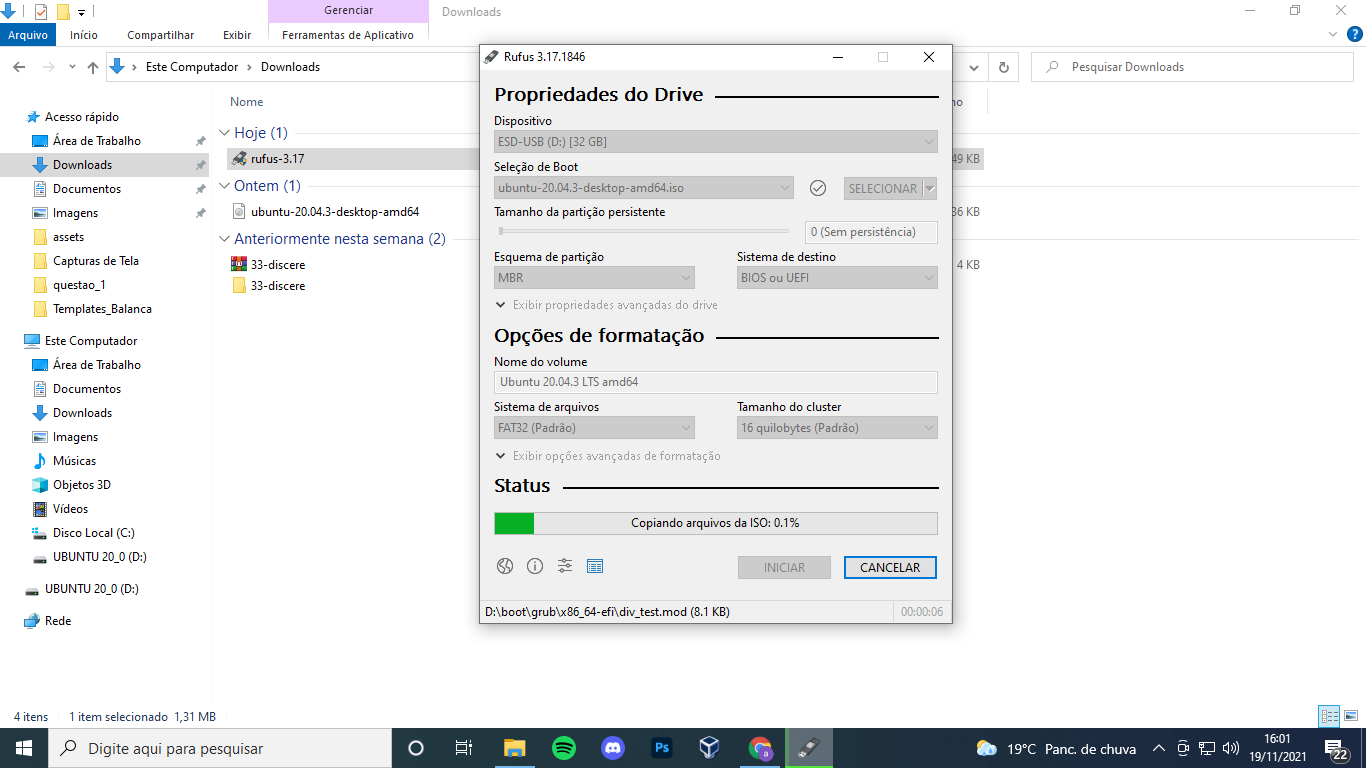 Gerenciar
Downloads
Arquivo
Início
Compartilhar
Exibir
Ferramentas de Aplicativo
Este Computador
Downloads
Pesquisar Downloads
Nome
Acesso rápido
Área de Trabalho
Downloads
Documentos
Imagens
assets
Capturas de Tela
questao_1
Templates_Balanca
Este Computador
Área de Trabalho
Documentos
Downloads
Imagens
Músicas
Objetos 3D
Vídeos
Disco Local (C:)
UBUNTU 20_0 (D:)
UBUNTU 20_0 (D:)
Rede
Hoje (1)
rufus-3.17
49 KB
Ontem (1)
ubuntu-20.04.3-desktop-amd64
36 KB
Anteriormente nesta semana (2)
33-discere
4 KB
33-discere
Rufus 3.17.1846
Propriedades do Drive
Dispositivo
ESD-USB (D:) [32 GB]
Seleção de Boot
ubuntu-20.04.3-desktop-amd64.iso
SELECIONAR
Tamanho da partição persistente
0 (Sem persistência)
Esquema de partição
Sistema de destino
MBR
BIOS ou UEFI
Exibir propriedades avançadas do drive
Opções de formatação
Nome do volume
Ubuntu 20.04.3 LTS amd64
Sistema de arquivos
Tamanho do cluster
FAT32 (Padrão)
16 quilobytes (Padrão)
Exibir opções avançadas de formatação
Status
Copiando arquivos da ISO: 0.1%
INICIAR
CANCELAR
D:\boot\grub\x86_64-efi\div_test.mod (8.1 KB)
00:00:06
4 itens
1 item selecionado 1,31 MB
Digite aqui para pesquisar
Ps
a
19°C Panc. de chuva
16:01
19/11/2021
22